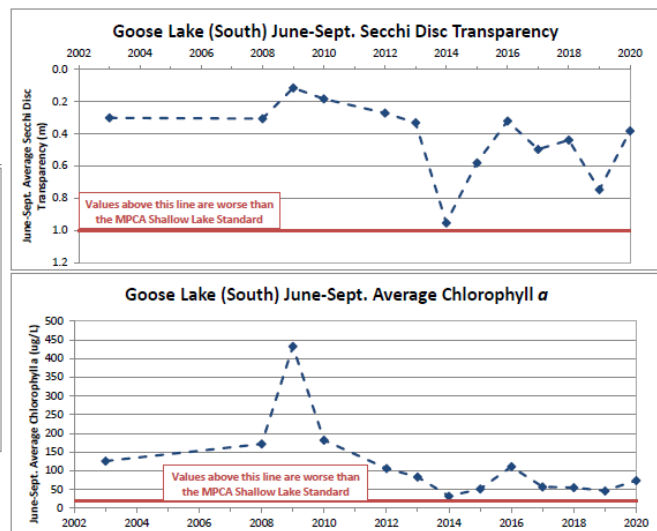 Goose Lake (South) June-Sept. Secchi Disc Transparency
2002 2004 2006 2008 2010 2012 2014 2016 2018 2020
June-Sept. Average Secchi Disc
Transparency (m)
0.0
0.2
0.4
0.6
0.8
1.0
1.2
Values above this line are worse than
the MPCA Shallow Lake Standard
Goose Lake (South) June-Sept. Average Chlorophyll a
June-Sept. Average Chlorophyll a (ug/L)
500
450
400
350
300
250
200
150
100
50
0
Values above this line are worse than
the MPCA Shallow Lake Standard
2002 2004 2006 2008 2010 2012 2014 2016 2018 2020